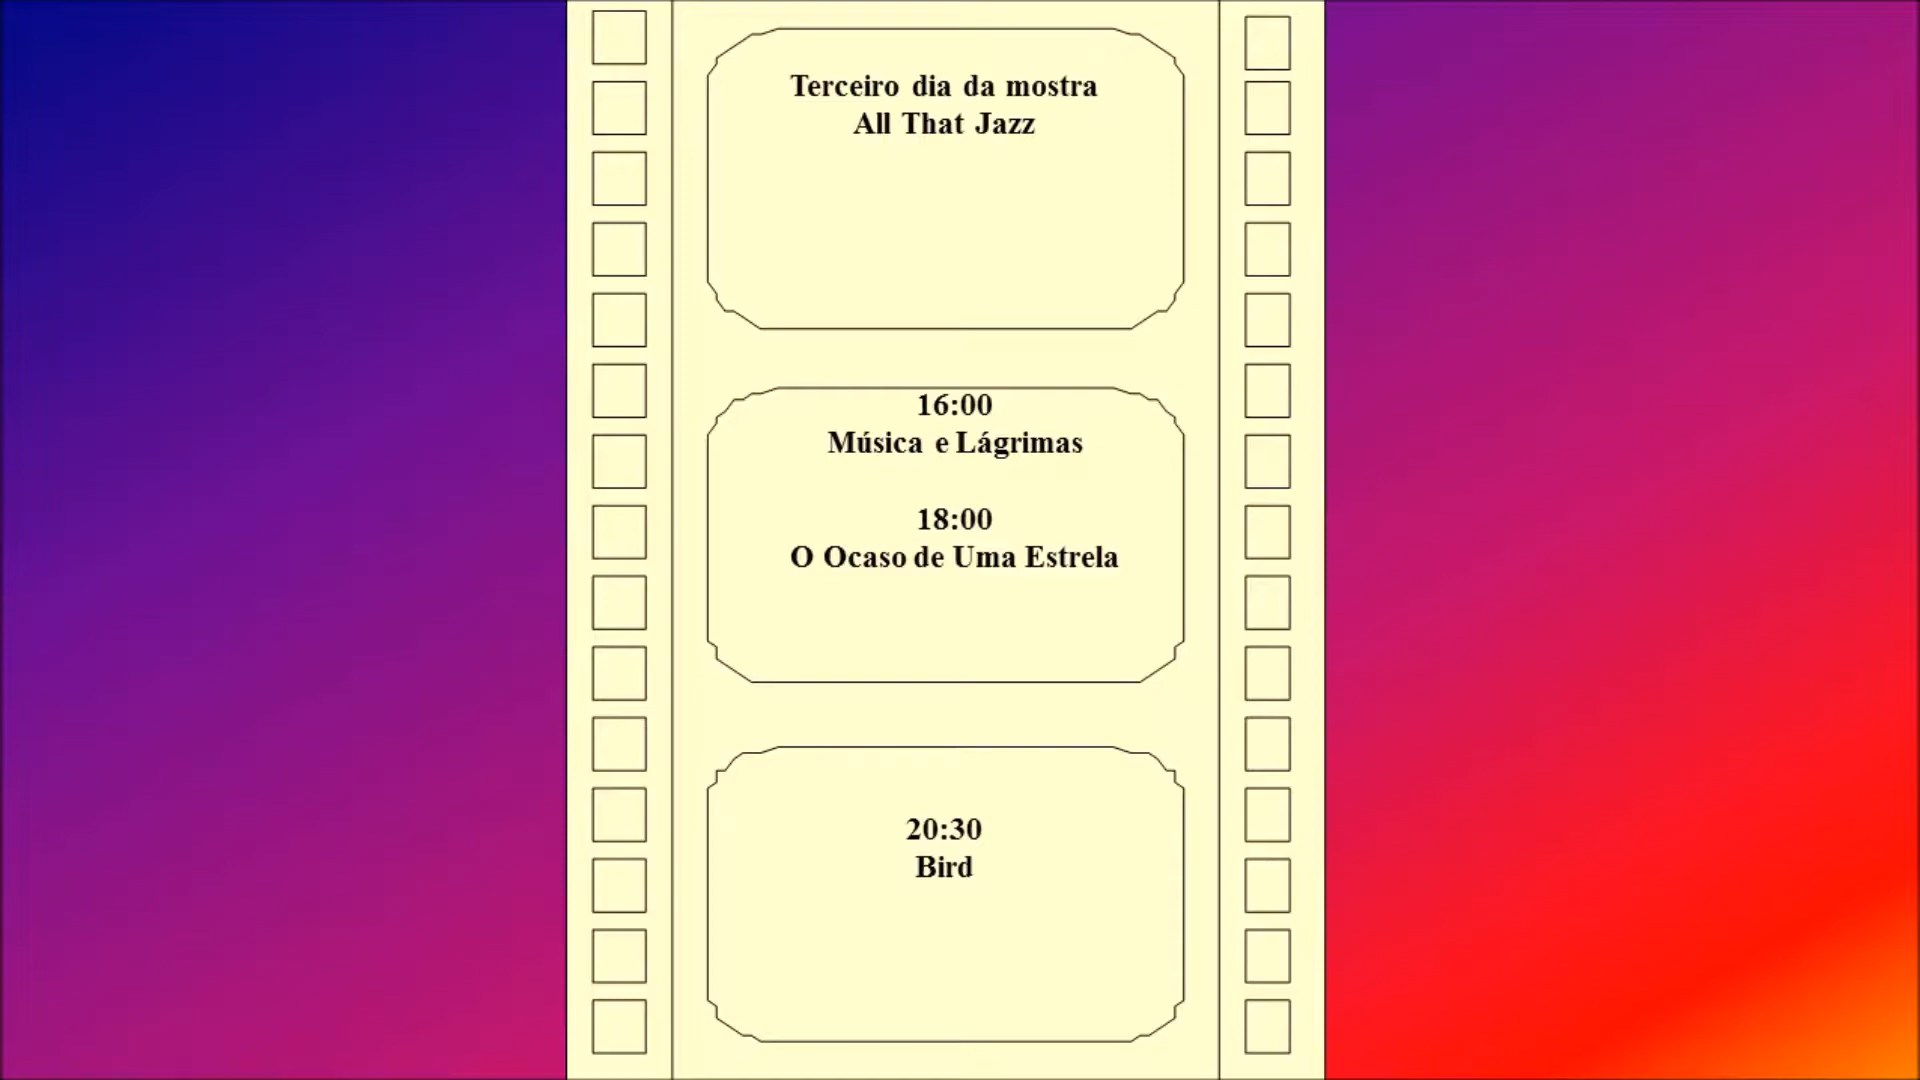 Terceiro dia da mostra
All That Jazz
16:00
Música e Lágrimas
18:00
O Ocaso de Uma Estrela
20:30
Bird